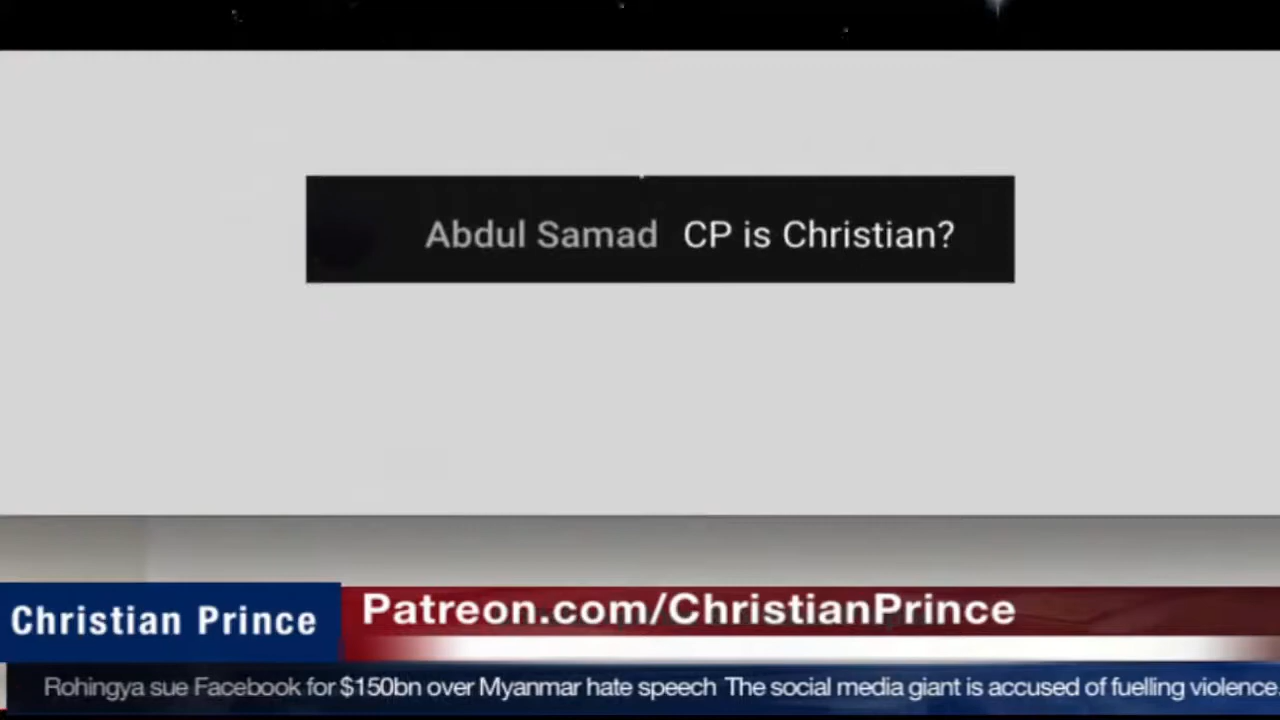 Abdul Samad CP is Christian?
Christian Prince
Patreon.com/ChristianPrince
Rohingya sue Facebook for $150bn over Myanmar hate speech The social media giant is accused of fuelling violence.